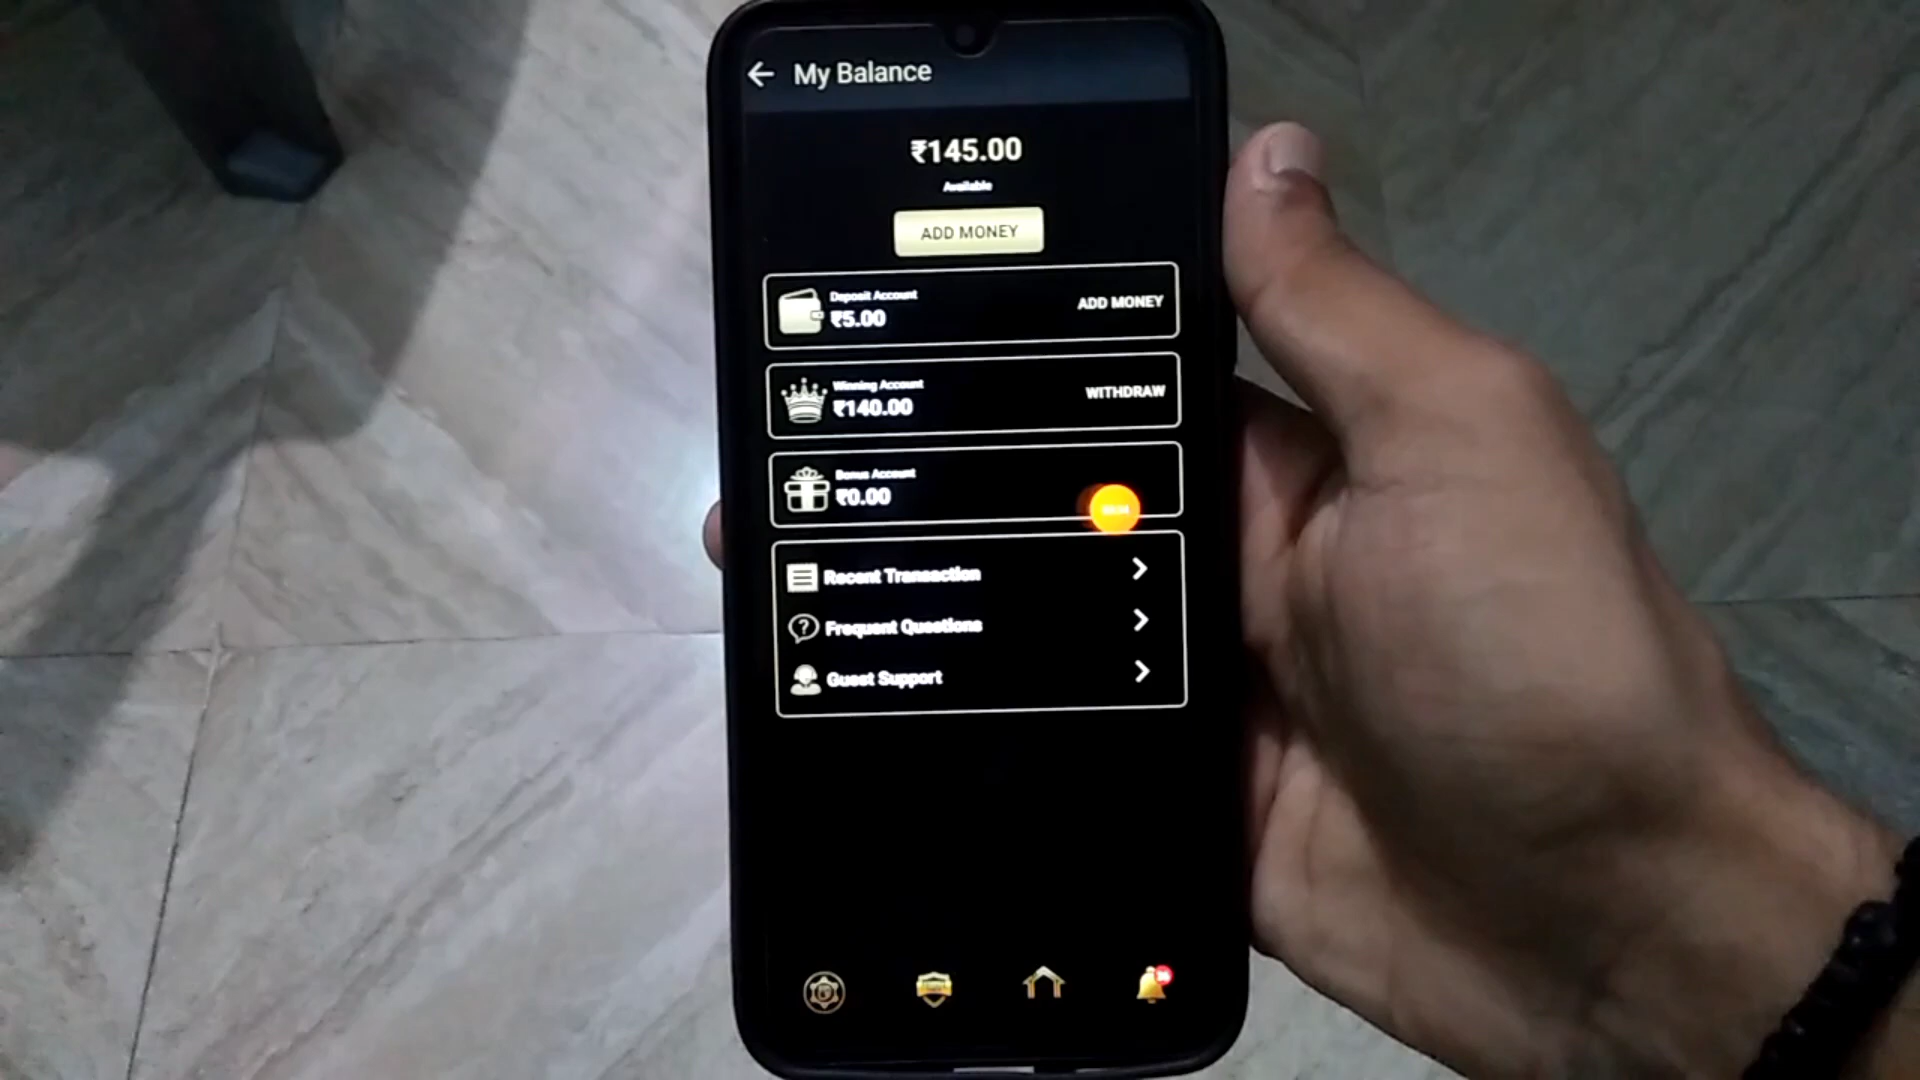 My Balance
₹145.00
Available
ADD MONEY
Deposit Account
₹5.00
ADD MONEY
Winning Account
₹140.00
WITHDRAW
Bonus Account
₹0.00
Recent Transaction
Frequent Questions
Guest Support